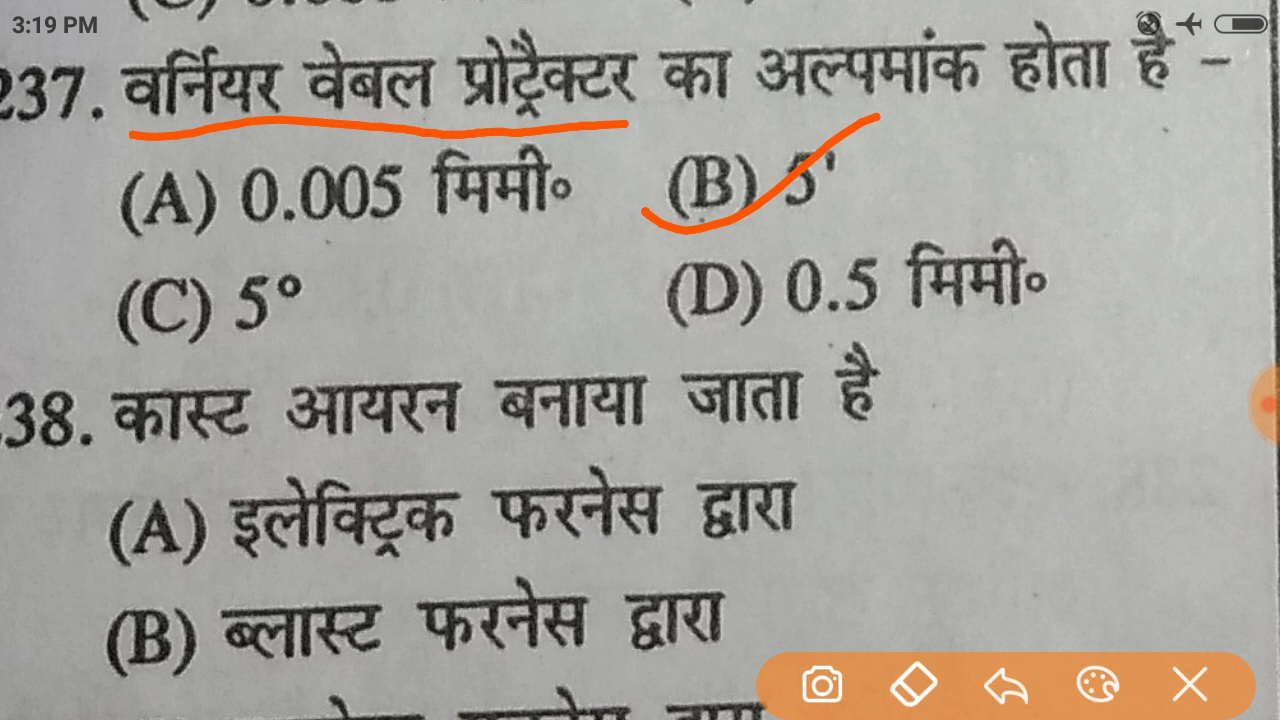 3:19 PM
237. वर्नियर वेबल प्रोट्रैक्टर का अल्पमांक होता है –
(A) 0.005 मिमी॰ (B) 5'
(C) 5° (D) 0.5 मिमी॰
38. कास्ट आयरन बनाया जाता है
(A) इलेक्ट्रिक फरनेस द्वारा
(B) ब्लास्ट फरनेस द्वारा